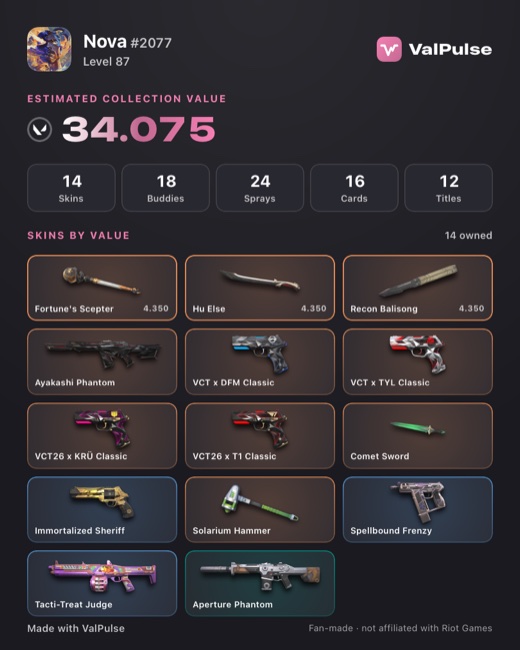 Nova #2077
Level 87
ValPulse
ESTIMATED COLLECTION VALUE
34.075
14 18 24 16 12
Skins Buddies Sprays Cards Titles
SKINS BY VALUE 14 owned
Fortune's Scepter 4.350
Hu Else 4.350
Recon Balisong 4.350
Ayakashi Phantom
VCT x DFM Classic
VCT x TYL Classic
VCT26 x KRÜ Classic
VCT26 x T1 Classic
Comet Sword
Immortalized Sheriff
Solarium Hammer
Spellbound Frenzy
Tacti-Treat Judge
Aperture Phantom
Made with ValPulse
Fan-made · not affiliated with Riot Games